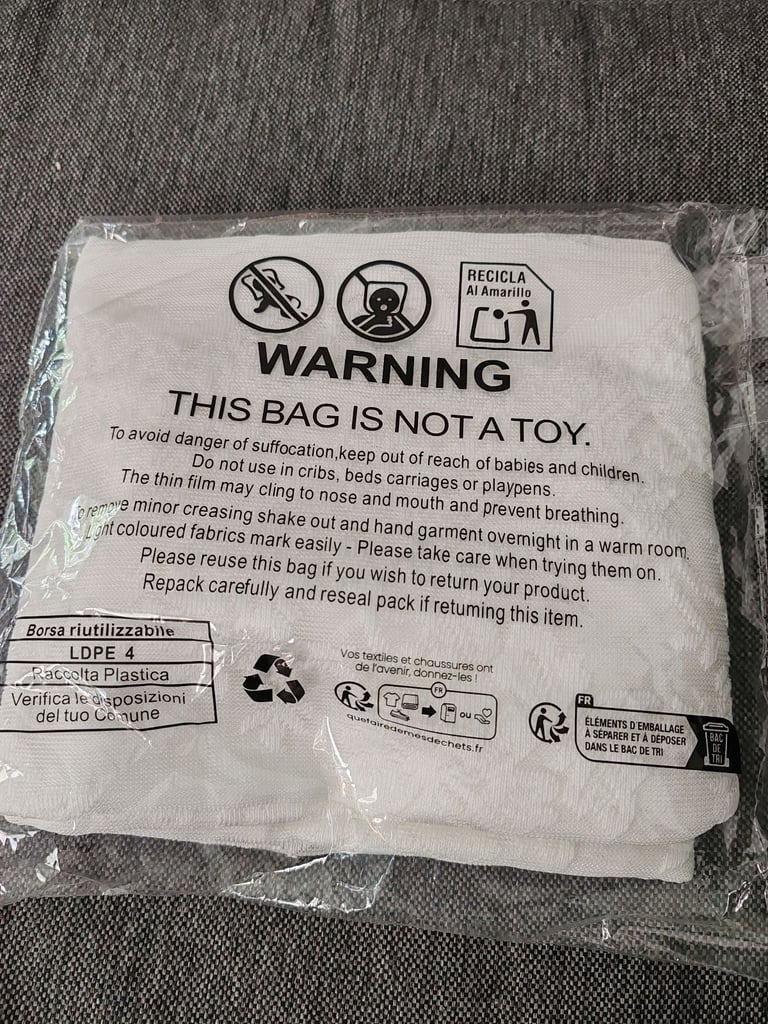 RECICLA
Al Amarillo
WARNING
THIS BAG IS NOT A TOY.
To avoid danger of suffocation,keep out of reach of babies and children.
Do not use in cribs, beds carriages or playpens.
The thin film may cling to nose and mouth and prevent breathing.
To remove minor creasing shake out and hand garment overnight in a warm room.
Light coloured fabrics mark easily - Please take care when trying them on.
Please reuse this bag if you wish to return your product.
Repack carefully and reseal pack if retuming this item.
Borsa riutilizzabile
LDPE 4
Raccolta Plastica
Verifica le disposizioni
del tuo Comune
Vos textiles et chaussures ont
de l'avenir, donnez-les !
FR
ou
quefairedemesdechets.fr
FR
ÉLÉMENTS D'EMBALLAGE
À SÉPARER ET À DÉPOSER
DANS LE BAC DE TRI
BAC
DE
TRI